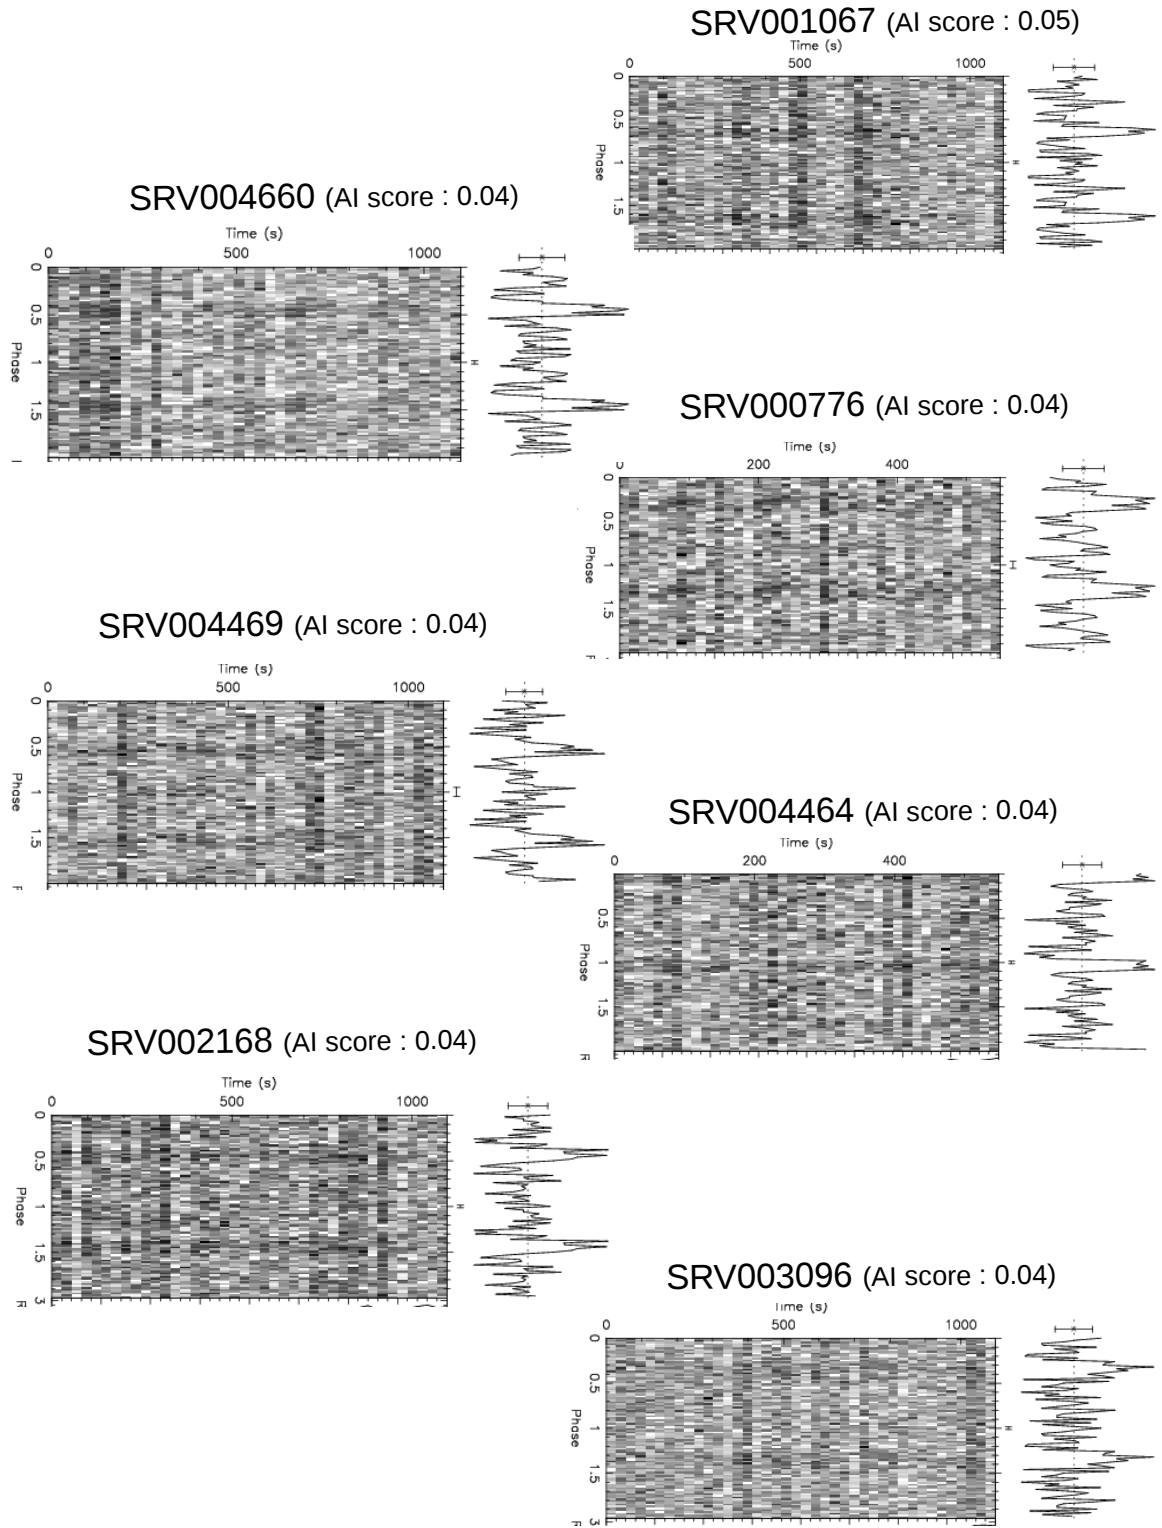 SRV001067 (AI score : 0.05)
Time (s)
0 500 1000
0
0.5
1
1.5
Phase
SRV004660 (AI score : 0.04)
Time (s)
0 500 1000
0
0.5
1
1.5
Phase
SRV000776 (AI score : 0.04)
Time (s)
200 400
0
0.5
1
1.5
Phase
SRV004469 (AI score : 0.04)
Time (s)
0 500 1000
0
0.5
1
1.5
Phase
SRV004464 (AI score : 0.04)
Time (s)
0 200 400
0.5
1
1.5
Phase
SRV002168 (AI score : 0.04)
Time (s)
0 500 1000
0
0.5
1
1.5
Phase
SRV003096 (AI score : 0.04)
Time (s)
0 500 1000
0
0.5
1
1.5
Phase